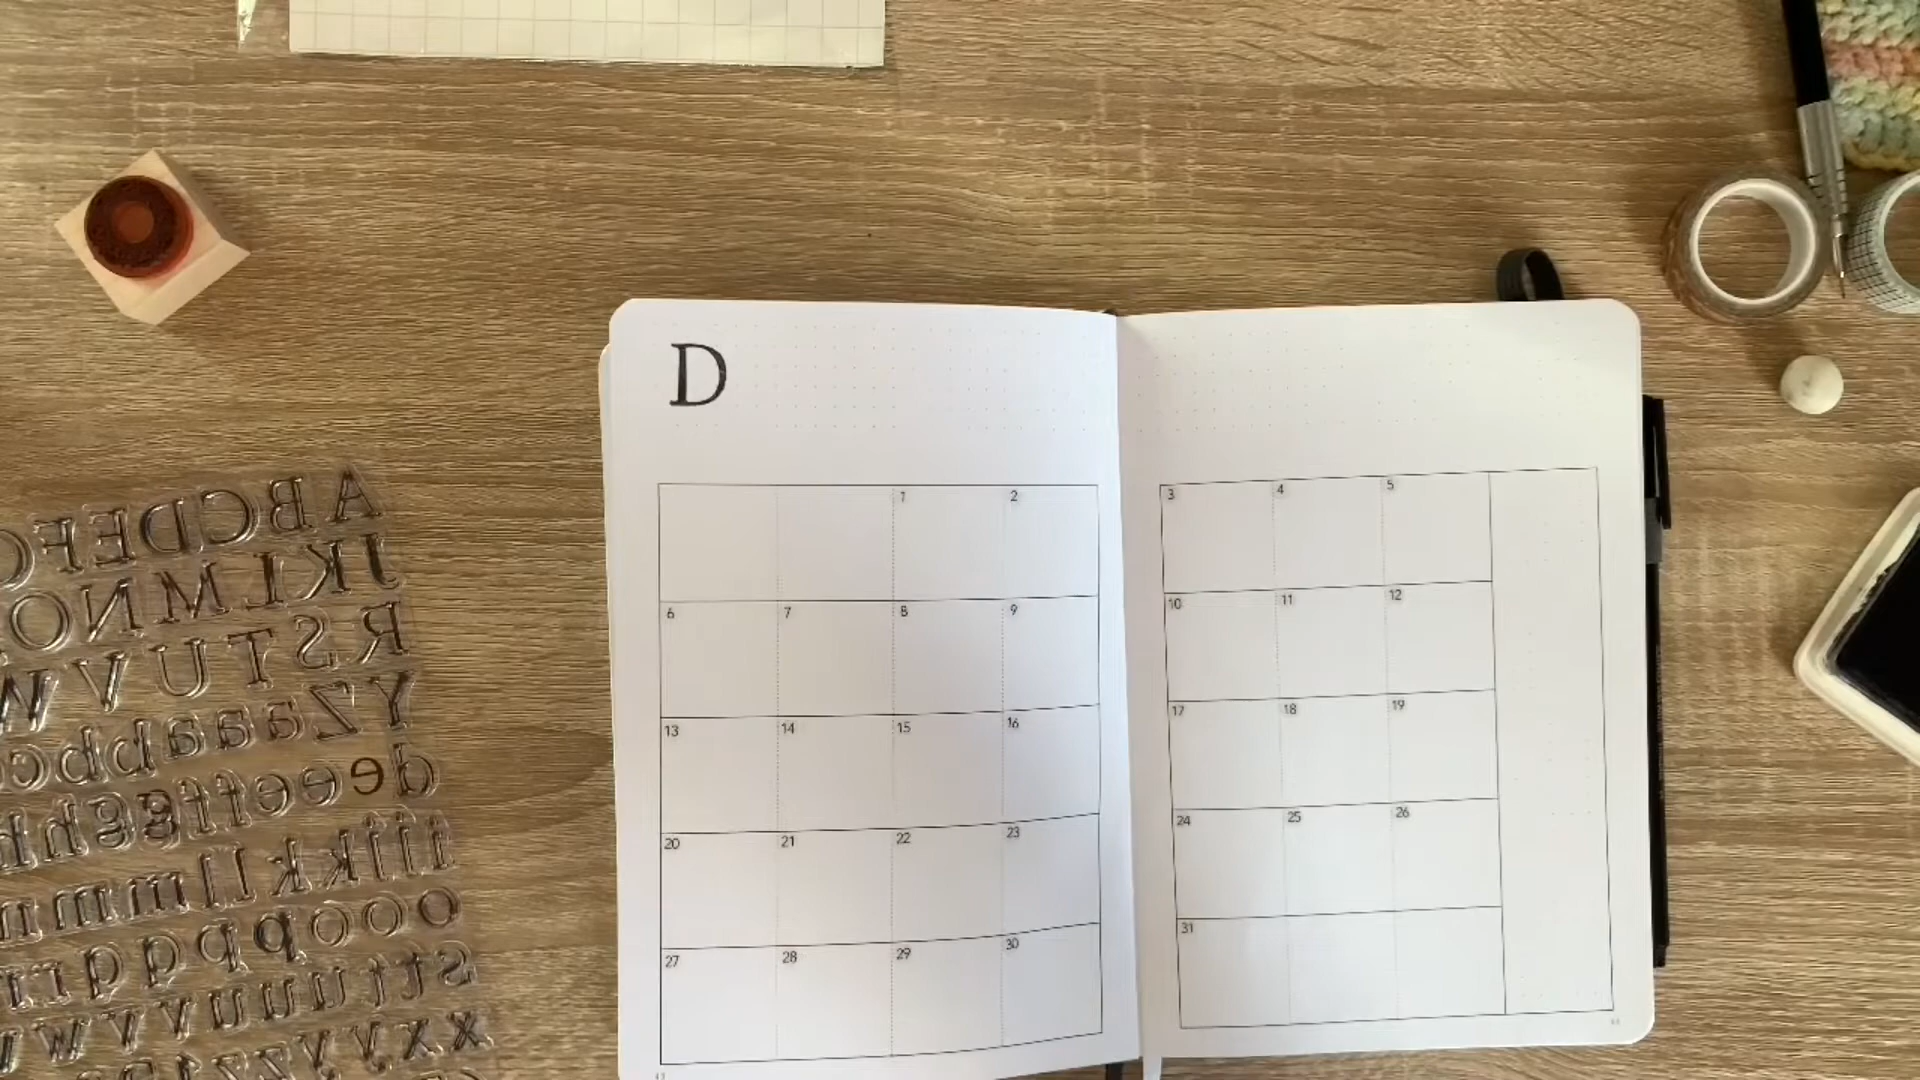 D
1 2 3 4 5
6 7 8 9 10 11 12
13 14 15 16 17 18 19
20 21 22 23 24 25 26
27 28 29 30 31
A B C D E F
J K L M N O
R S T U V W
Y Z a a a b b c c
d e e e f f g g h h
i i j k k l l m m n
o o o p p q q r r
s t t u u v v w
x x y y z z